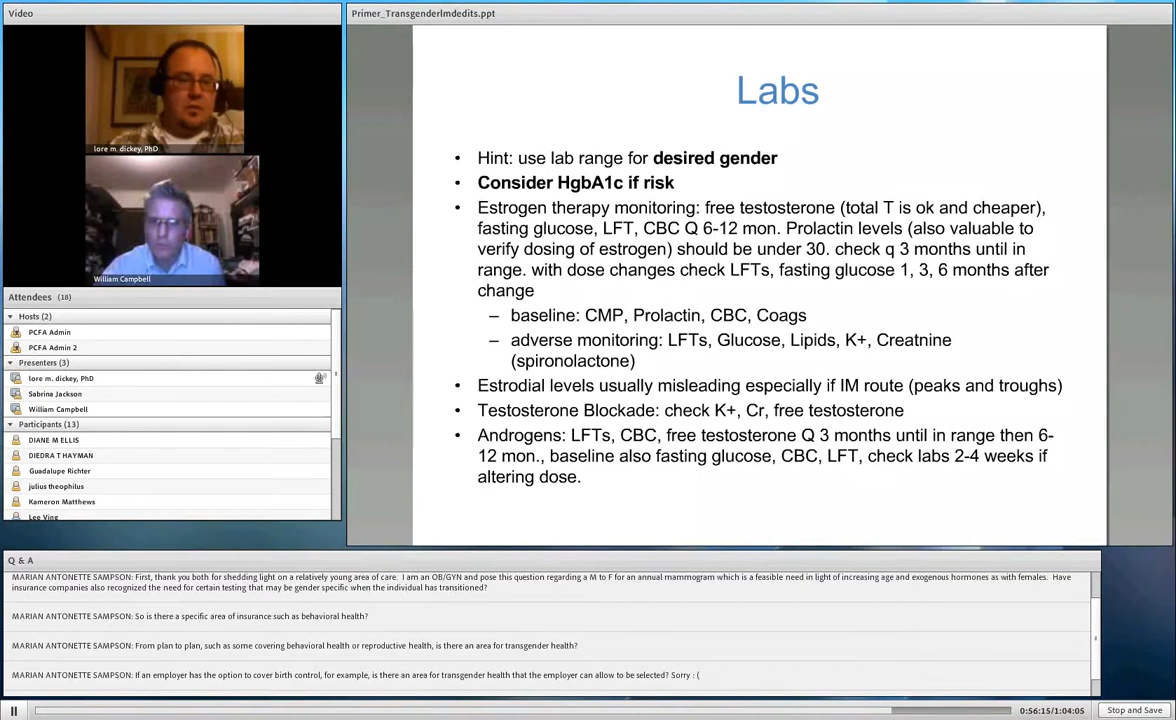 Video
Primer_Transgenderlmdedits.ppt
lore m. dickey, PhD
William Campbell
Attendees (18)
Hosts (2)
PCFA Admin
PCFA Admin 2
Presenters (3)
lore m. dickey, PhD
Sabrina Jackson
William Campbell
Participants (13)
DIANE M ELLIS
DIEDRA T HAYMAN
Guadalupe Richter
julius theophilus
Kameron Matthews
Lee Ving
Labs
• Hint: use lab range for desired gender
• Consider HgbA1c if risk
• Estrogen therapy monitoring: free testosterone (total T is ok and cheaper),
fasting glucose, LFT, CBC Q 6-12 mon. Prolactin levels (also valuable to
verify dosing of estrogen) should be under 30. check q 3 months until in
range. with dose changes check LFTs, fasting glucose 1, 3, 6 months after
change
– baseline: CMP, Prolactin, CBC, Coags
– adverse monitoring: LFTs, Glucose, Lipids, K+, Creatnine
(spironolactone)
• Estrodial levels usually misleading especially if IM route (peaks and troughs)
• Testosterone Blockade: check K+, Cr, free testosterone
• Androgens: LFTs, CBC, free testosterone Q 3 months until in range then 6-
12 mon., baseline also fasting glucose, CBC, LFT, check labs 2-4 weeks if
altering dose.
Q & A
MARIAN ANTONETTE SAMPSON: First, thank you both for shedding light on a relatively young area of care. I am an OB/GYN and pose this question regarding a M to F for an annual mammogram which is a feasible need in light of increasing age and exogenous hormones as with females. Have
insurance companies also recognized the need for certain testing that may be gender specific when the individual has transitioned?
MARIAN ANTONETTE SAMPSON: So is there a specific area of insurance such as behavioral health?
MARIAN ANTONETTE SAMPSON: From plan to plan, such as some covering behavioral health or reproductive health, is there an area for transgender health?
MARIAN ANTONETTE SAMPSON: If an employer has the option to cover birth control, for example, is there an area for transgender health that the employer can allow to be selected? Sorry : (
0:56:15/1:04:05
Stop and Save